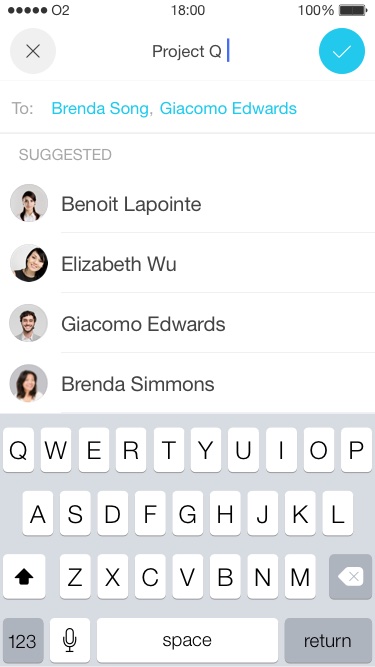 O2 18:00 100%
Project Q
To: Brenda Song, Giacomo Edwards
SUGGESTED
Benoit Lapointe
Elizabeth Wu
Giacomo Edwards
Brenda Simmons
Q W E R T Y U I O P
A S D F G H J K L
Z X C V B N M
123 space return